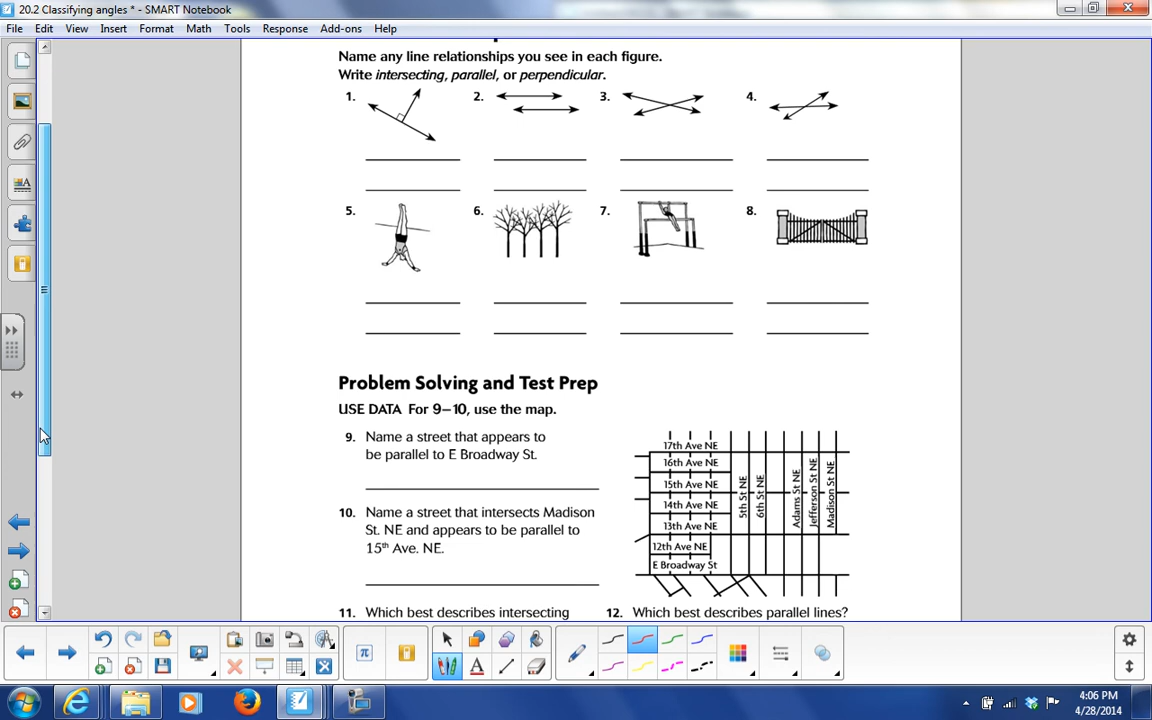 20.2 Classifying angles * - SMART Notebook
File Edit View Insert Format Math Tools Response Add-ons Help
Name any line relationships you see in each figure.
Write intersecting, parallel, or perpendicular.
1. 2. 3. 4.
5. 6. 7. 8.
Problem Solving and Test Prep
USE DATA For 9–10, use the map.
9. Name a street that appears to
be parallel to E Broadway St.
10. Name a street that intersects Madison
St. NE and appears to be parallel to
15th Ave. NE.
17th Ave NE
16th Ave NE
15th Ave NE
14th Ave NE
13th Ave NE
12th Ave NE
E Broadway St
5th St NE
6th St NE
Adams St NE
Jefferson St NE
Madison St NE
11. Which best describes intersecting
12. Which best describes parallel lines?
4:06 PM
4/28/2014